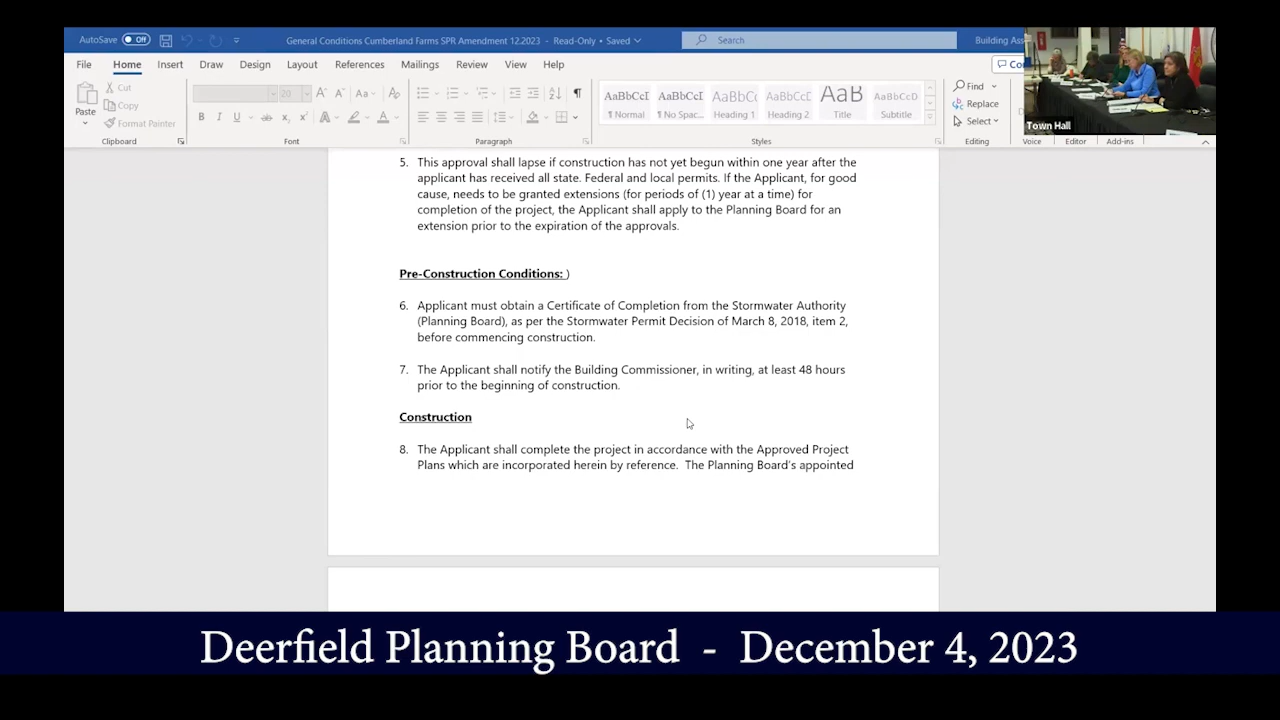 AutoSave Off
General Conditions Cumberland Farms SPR Amendment 12.2023 - Read-Only • Saved
Search
Building Ass
File Home Insert Draw Design Layout References Mailings Review View Help
Paste
Cut
Copy
Format Painter
20
AaBbCcI AaBbCcD AaBbCc AaBbCcE AaB AaBbCcD
¶ Normal ¶ No Spac... Heading 1 Heading 2 Title Subtitle
Find
Replace
Select
Town Hall
Clipboard Font Paragraph Styles Editing Voice Editor Add-ins
5. This approval shall lapse if construction has not yet begun within one year after the
applicant has received all state. Federal and local permits. If the Applicant, for good
cause, needs to be granted extensions (for periods of (1) year at a time) for
completion of the project, the Applicant shall apply to the Planning Board for an
extension prior to the expiration of the approvals.
Pre-Construction Conditions: )
6. Applicant must obtain a Certificate of Completion from the Stormwater Authority
(Planning Board), as per the Stormwater Permit Decision of March 8, 2018, item 2,
before commencing construction.
7. The Applicant shall notify the Building Commissioner, in writing, at least 48 hours
prior to the beginning of construction.
Construction
8. The Applicant shall complete the project in accordance with the Approved Project
Plans which are incorporated herein by reference. The Planning Board's appointed
Deerfield Planning Board - December 4, 2023